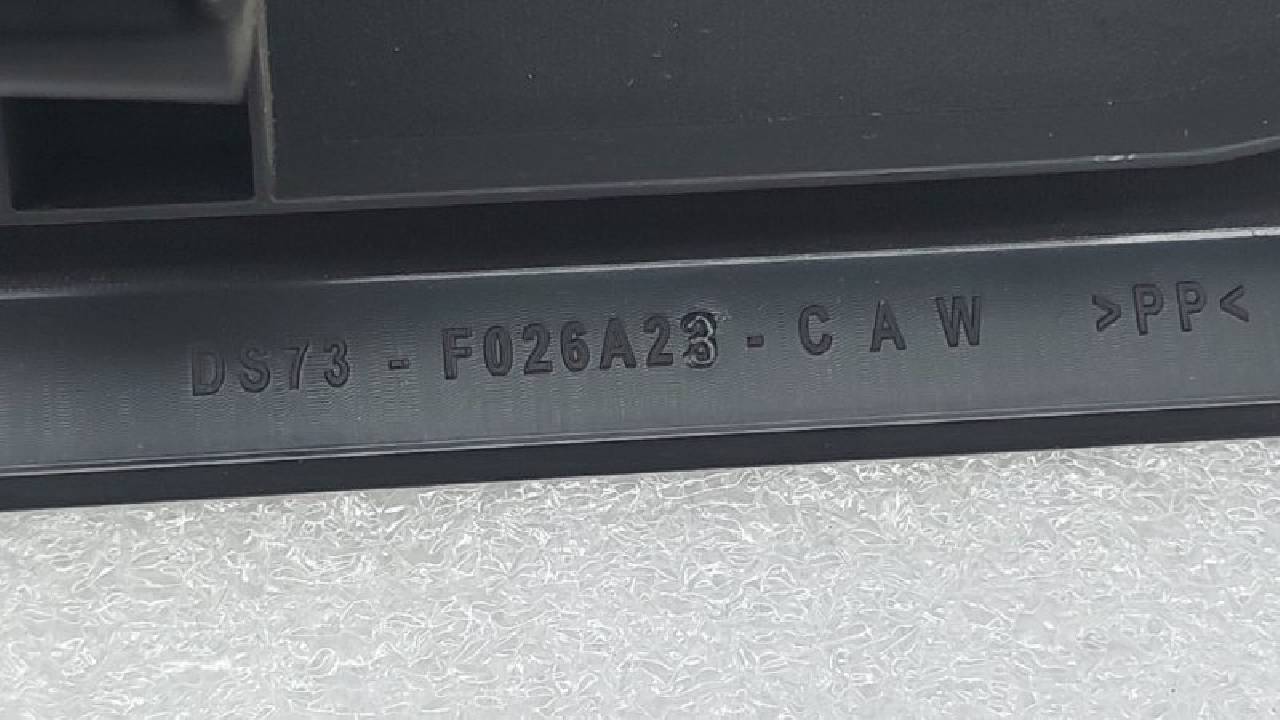 DS73 - F026A23 - C A W >PP<